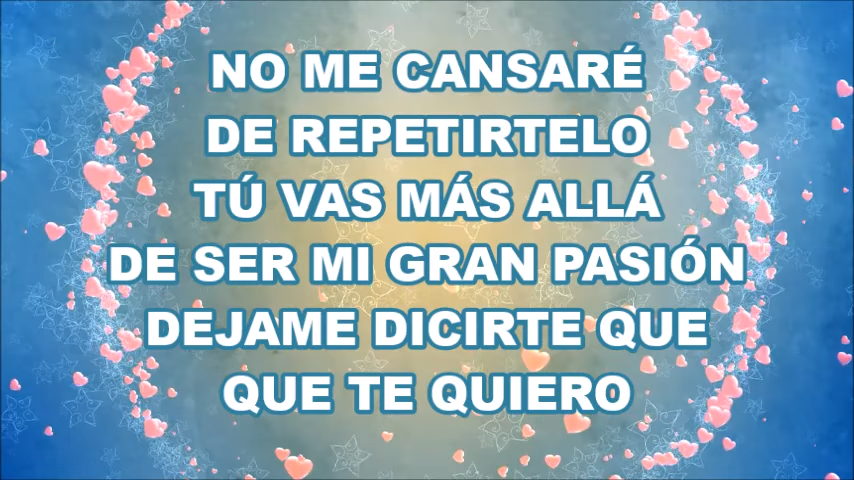 NO ME CANSARÉ
DE REPETIRTELO
TÚ VAS MÁS ALLÁ
DE SER MI GRAN PASIÓN
DEJAME DICIRTE QUE
QUE TE QUIERO